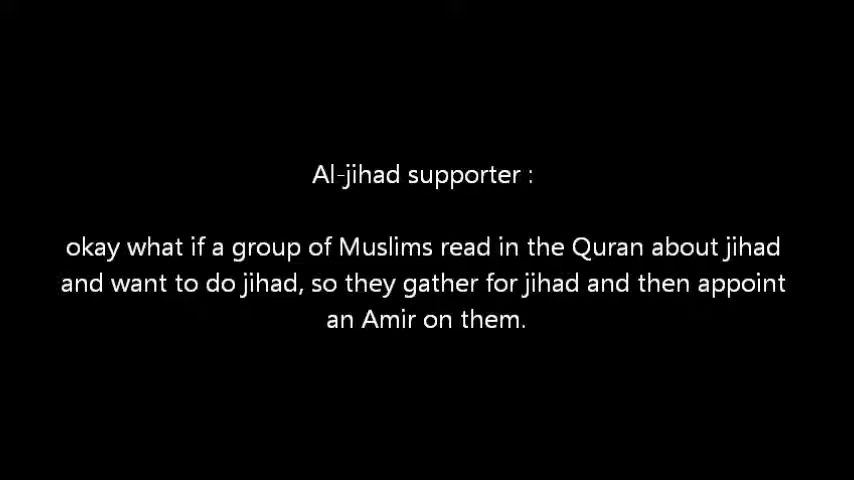 Al-jihad supporter :
okay what if a group of Muslims read in the Quran about jihad
and want to do jihad, so they gather for jihad and then appoint
an Amir on them.